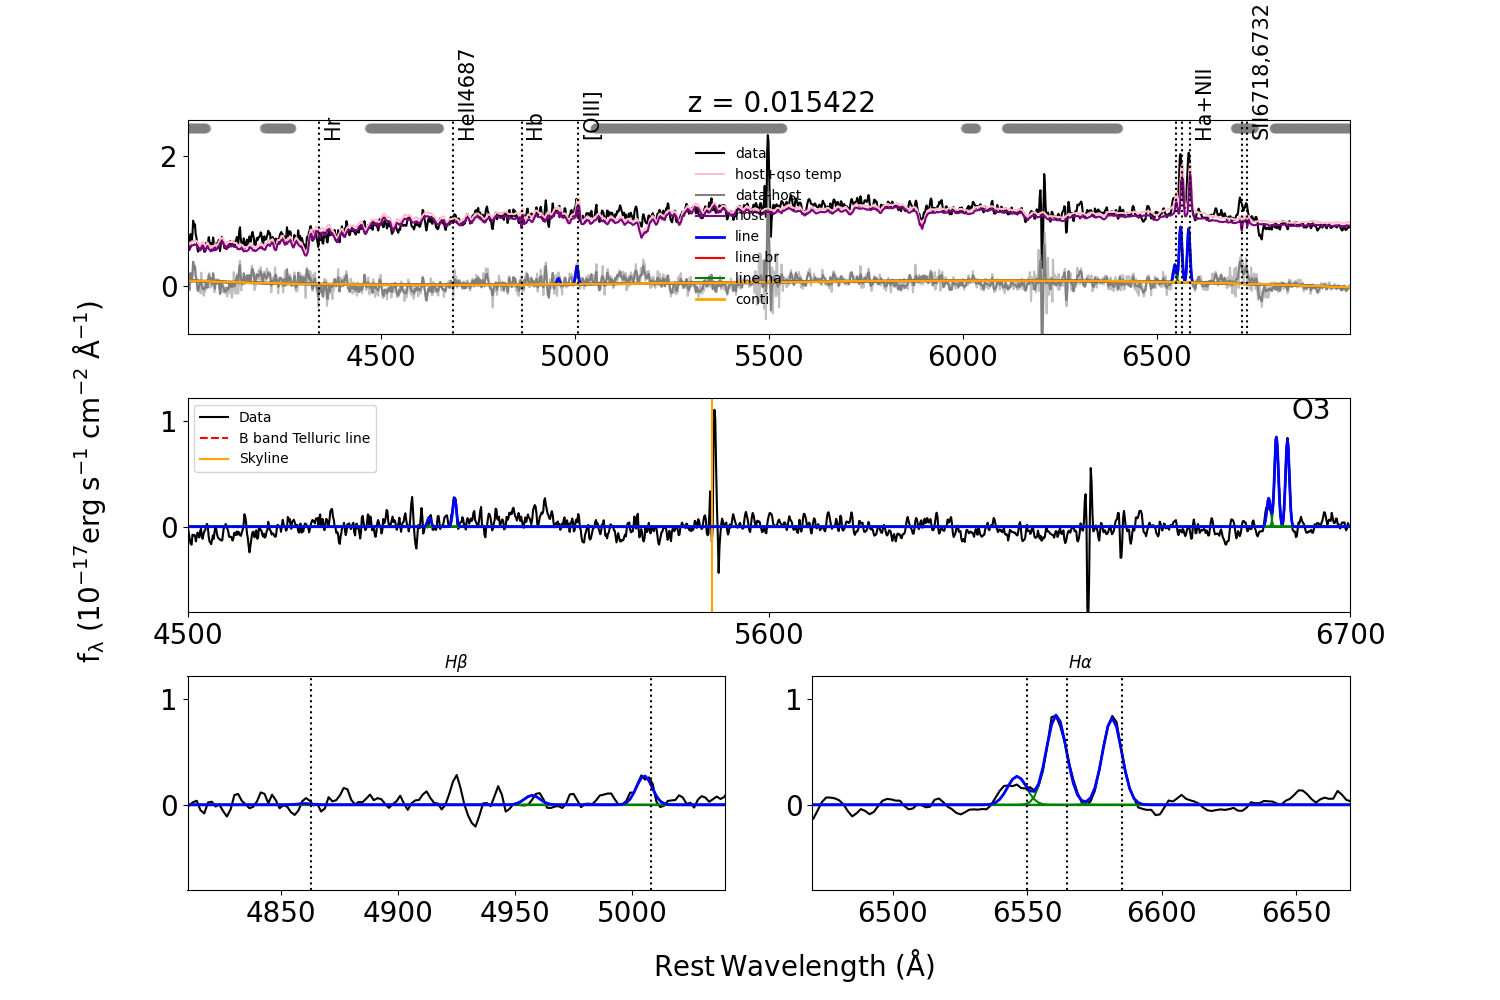 z = 0.015422
Hr
HeII4687
Hb
[OIII]
Ha+NII
SII6718,6732
data
host+qso temp
data-host
host
line
line br
line na
conti
2
0
4500
5000
5500
6000
6500
fλ (10−17erg s−1 cm−2 Å−1)
Data
B band Telluric line
Skyline
O3
1
0
4500
5600
6700
Hβ
1
0
4850
4900
4950
5000
Hα
1
0
6500
6550
6600
6650
Rest Wavelength (Å)